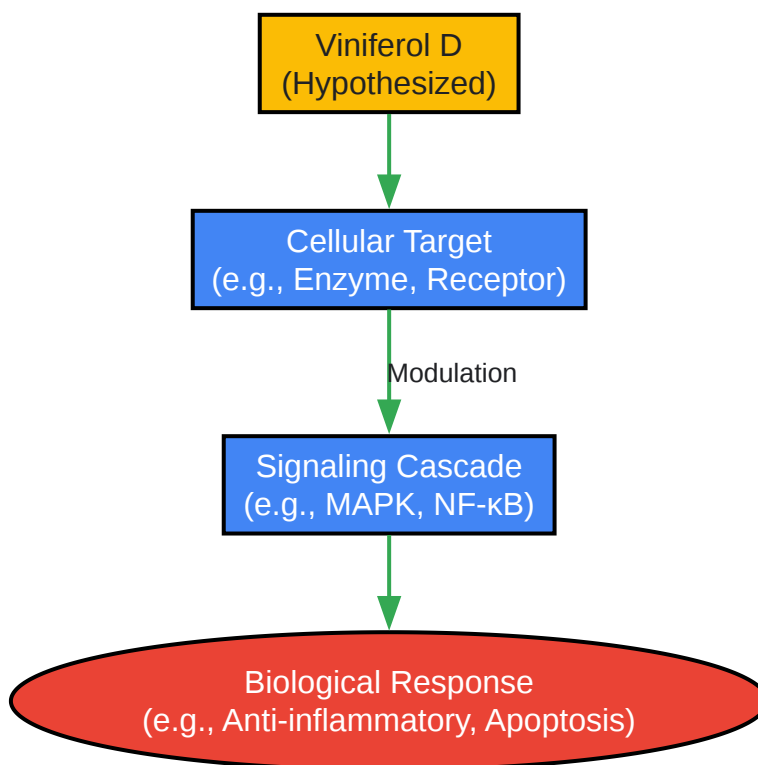 Viniferol D
(Hypothesized)
Cellular Target
(e.g., Enzyme, Receptor)
Modulation
Signaling Cascade
(e.g., MAPK, NF-κB)
Biological Response
(e.g., Anti-inflammatory, Apoptosis)